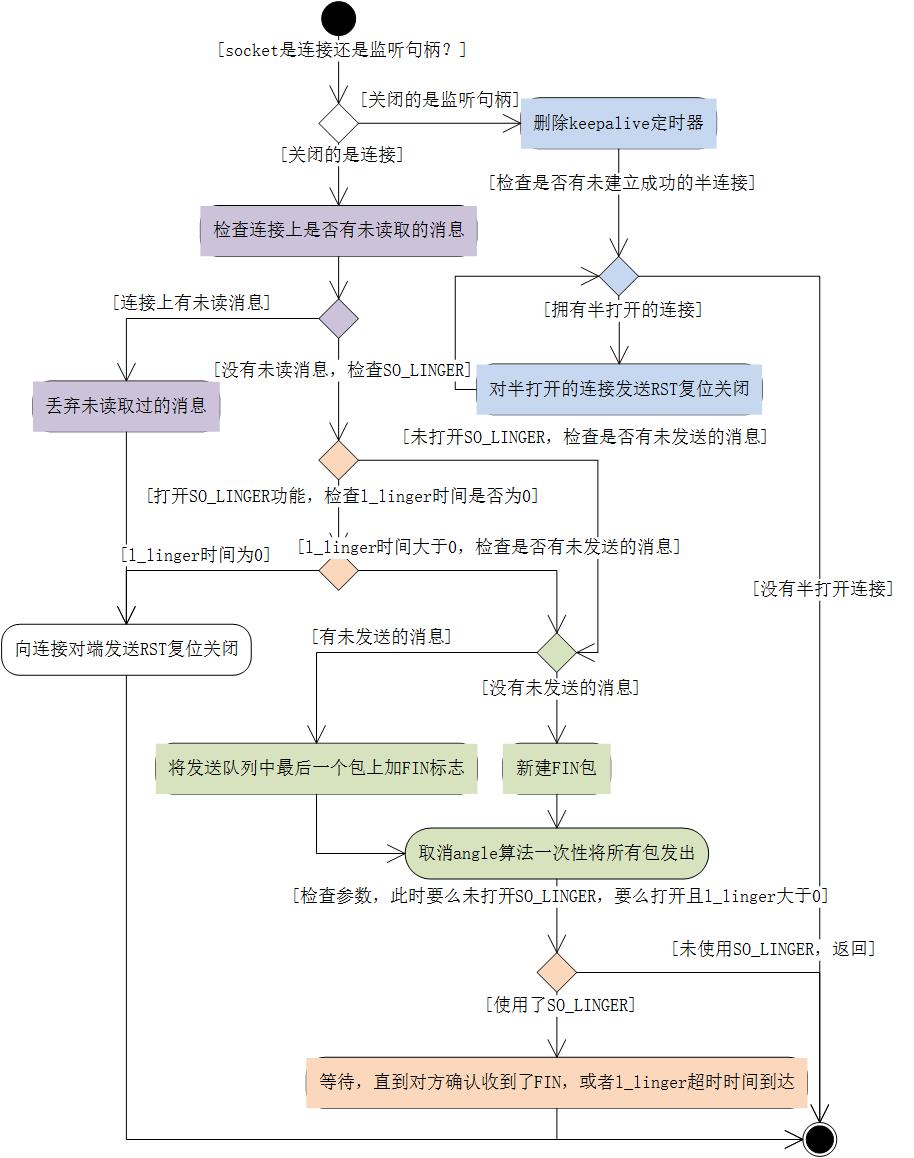 [socket是连接还是监听句柄？]
[关闭的是监听句柄]
删除keepalive定时器
[关闭的是连接]
[检查是否有未建立成功的半连接]
检查连接上是否有未读取的消息
[连接上有未读消息]
[拥有半打开的连接]
[没有未读消息，检查SO_LINGER]
对半打开的连接发送RST复位关闭
丢弃未读取过的消息
[未打开SO_LINGER，检查是否有未发送的消息]
[打开SO_LINGER功能，检查l_linger时间是否为0]
[l_linger时间为0]
[l_linger时间大于0，检查是否有未发送的消息]
[没有半打开连接]
[有未发送的消息]
向连接对端发送RST复位关闭
[没有未发送的消息]
将发送队列中最后一个包上加FIN标志
新建FIN包
取消angle算法一次性将所有包发出
[检查参数，此时要么未打开SO_LINGER，要么打开且l_linger大于0]
[未使用SO_LINGER，返回]
[使用了SO_LINGER]
等待，直到对方确认收到了FIN，或者l_linger超时时间到达